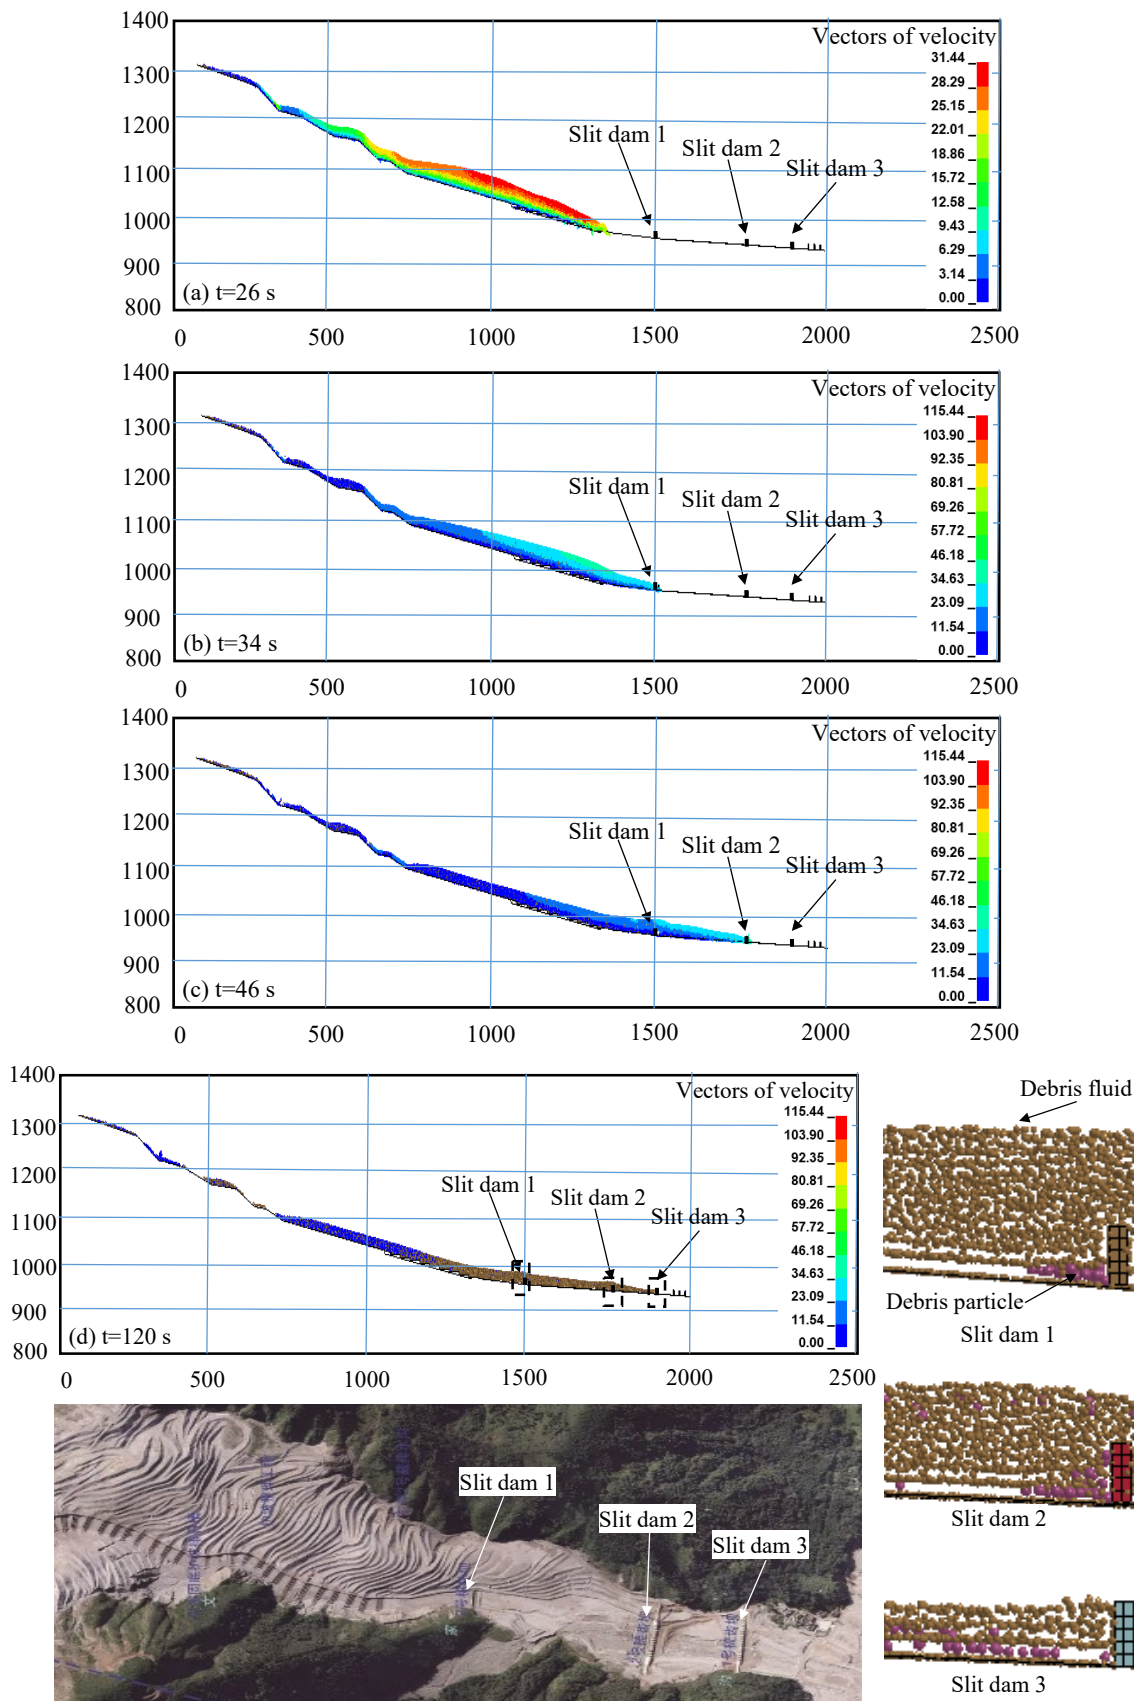 1400
Vectors of velocity
31.44
1300
28.29
25.15
1200
22.01
Slit dam 1
18.86
Slit dam 2
15.72
1100
Slit dam 3
12.58
9.43
1000
6.29
3.14
900
0.00
(a) t=26 s
800
0 500 1000 1500 2000 2500
1400
Vectors of velocity
115.44
1300
103.90
92.35
1200
80.81
Slit dam 1
69.26
Slit dam 2
57.72
1100
Slit dam 3
46.18
34.63
1000
23.09
11.54
900
0.00
(b) t=34 s
800
0 500 1000 1500 2000 2500
1400
Vectors of velocity
115.44
1300
103.90
92.35
1200
80.81
Slit dam 1
69.26
Slit dam 2
57.72
1100
Slit dam 3
46.18
34.63
1000
23.09
11.54
900
0.00
(c) t=46 s
800
0 500 1000 1500 2000 2500
1400
Vectors of velocity
115.44
1300
103.90
92.35
1200
80.81
Slit dam 1
69.26
Slit dam 2
57.72
1100
Slit dam 3
46.18
34.63
1000
23.09
11.54
900
0.00
(d) t=120 s
800
0 500 1000 1500 2000 2500
Debris fluid
Debris particle
Slit dam 1
Slit dam 2
Slit dam 3
Slit dam 1
Slit dam 2
Slit dam 3